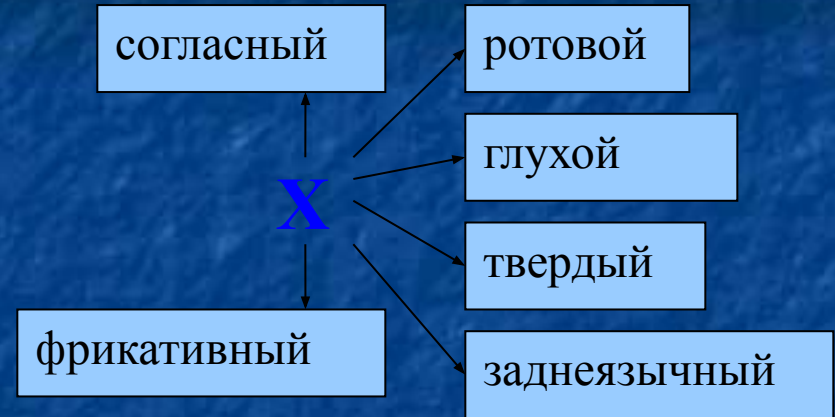 согласный
ротовой
глухой
Х
твердый
фрикативный
заднеязычный